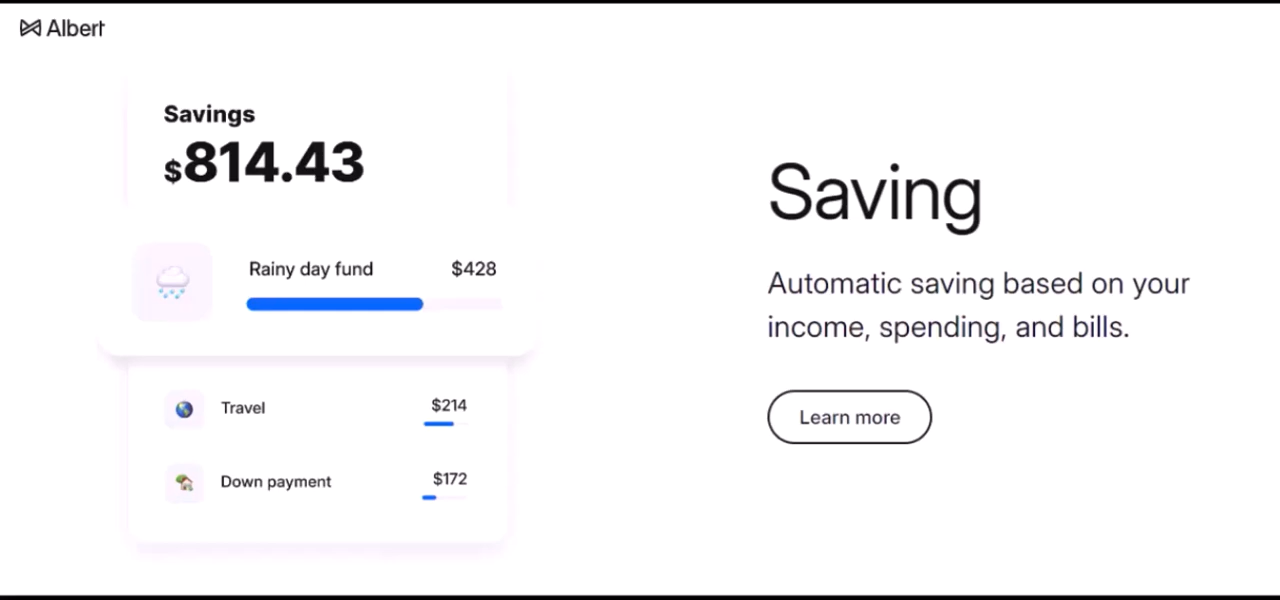 Albert
Savings
$814.43
Rainy day fund $428
Travel $214
Down payment $172
Saving
Automatic saving based on your
income, spending, and bills.
Learn more